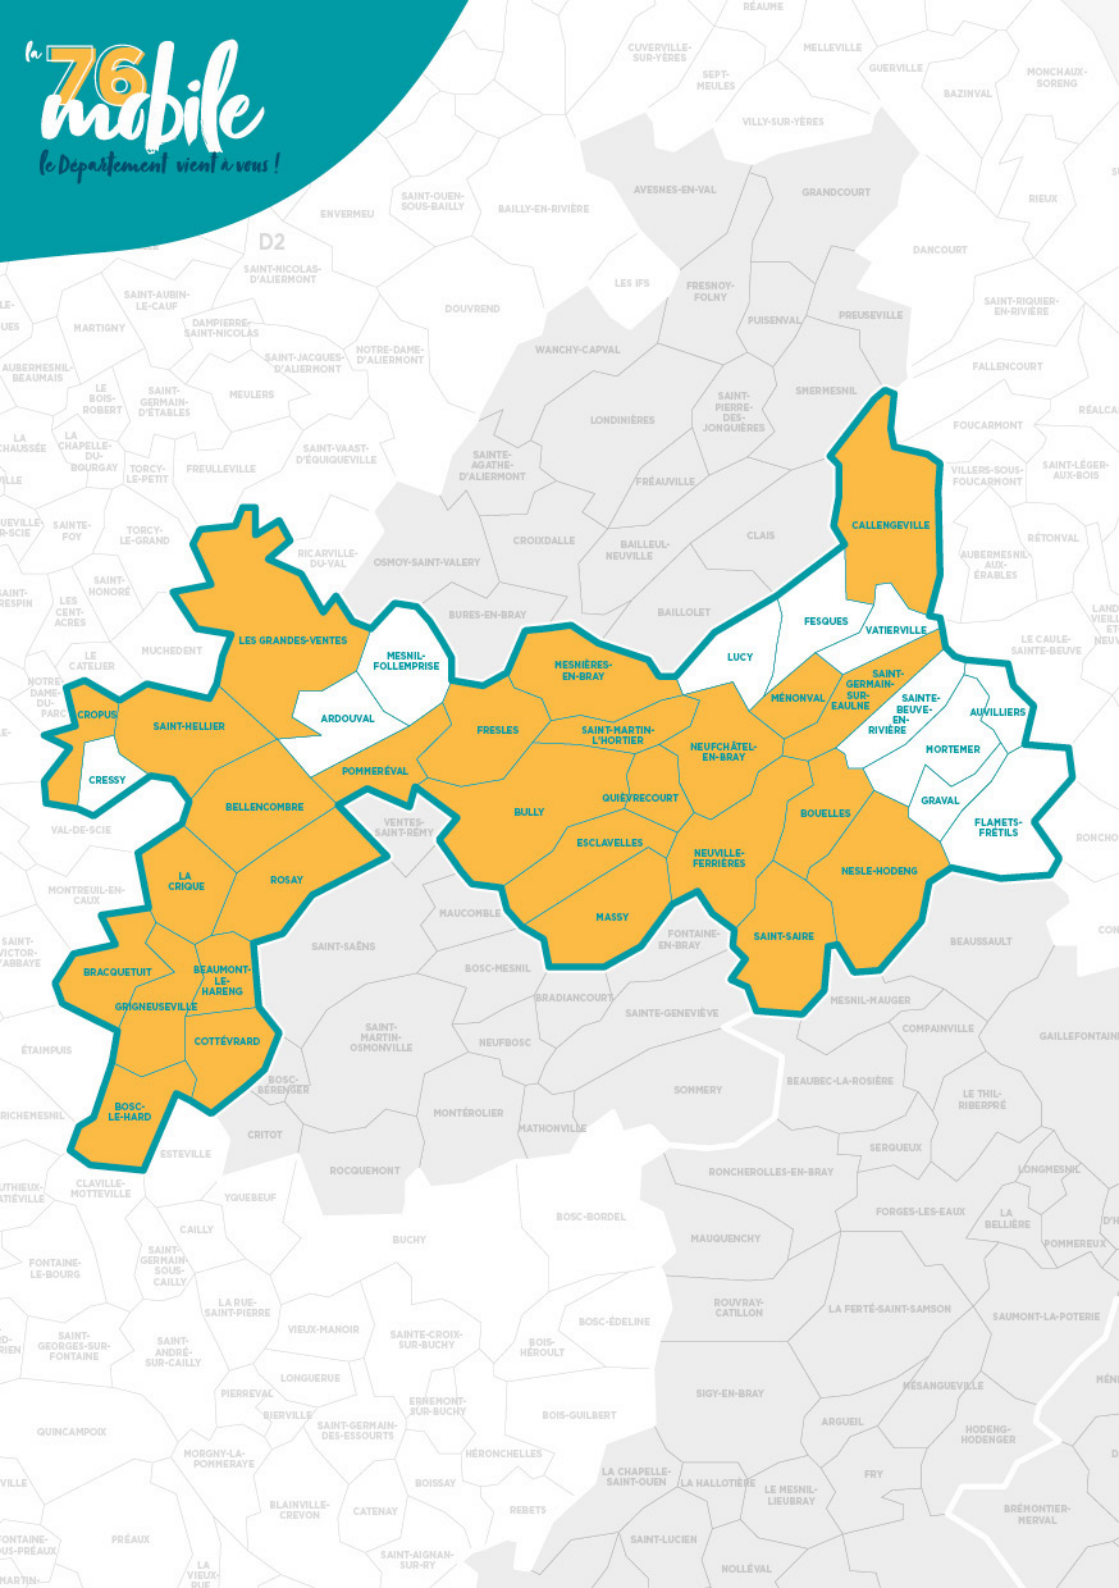 la
76
mobile
le Département vient à vous !
RÉAUME
CUVERVILLE-
SUR-YÈRES
MELLEVILLE
GUERVILLE
SEPT-
MEULES
MONCHAUX-
SORENG
BAZINVAL
VILLY-SUR-YÈRES
AVESNES-EN-VAL
GRANDCOURT
RIEUX
SAINT-OUEN-
SOUS-BAILLY
BAILLY-EN-RIVIÈRE
ENVERMEU
D2
DANCOURT
SAINT-NICOLAS-
D'ALIERMONT
LES IFS
FRESNOY-
FOLNY
SAINT-AUBIN-
LE-CAUF
DOUVREND
PUISENVAL
PREUSEVILLE
SAINT-RIQUIER-
EN-RIVIÈRE
MARTIGNY
DAMPIERRE-
SAINT-NICOLAS
SAINT-JACQUES-
D'ALIERMONT
NOTRE-DAME-
D'ALIERMONT
WANCHY-CAPVAL
FALLENCOURT
AUBERMESNIL-
BEAUMAIS
LE
BOIS-
ROBERT
SAINT-
GERMAIN-
D'ÉTABLES
MEULERS
SMERMESNIL
SAINT-
PIERRE-
DES-
JONQUIÈRES
LONDINIÈRES
RÉALCA
FOUCARMONT
LA
CHAUSSÉE
LA
CHAPELLE-
DU-
BOURGAY
TORCY-
LE-PETIT
FREULLEVILLE
SAINT-VAAST-
D'ÉQUIQUEVILLE
SAINTE-
AGATHE-
D'ALIERMONT
FRÉAUVILLE
VILLERS-SOUS-
FOUCARMONT
SAINT-LÉGER-
AUX-BOIS
SAINTE-
FOY
TORCY-
LE-GRAND
CALLENGEVILLE
CLAIS
CROIXDALLE
BAILLEUL-
NEUVILLE
RÉTONVAL
RICARVILLE-
DU-VAL
OSMOY-SAINT-VALERY
AUBERMESNIL-
AUX-
ÉRABLES
SAINT-
HONORÉ
LES
CENT-
ACRES
BURES-EN-BRAY
BAILLOLET
FESQUES
VATIERVILLE
LE CAULE-
SAINTE-BEUVE
LES GRANDES-VENTES
MUCHEDENT
LE
CATELIER
MESNIL-
FOLLEMPRISE
MESNIÈRES-
EN-BRAY
LUCY
NOTRE-
DAME-
DU-
PARC
CROPUS
SAINT-HELLIER
ARDOUVAL
MÉNONVAL
SAINT-
GERMAIN-
SUR-
EAULNE
SAINTE-
BEUVE-
EN-
RIVIÈRE
AUVILLIERS
FRESLES
SAINT-MARTIN-
L'HORTIER
NEUFCHÂTEL-
EN-BRAY
MORTEMER
CRESSY
POMMERÉVAL
BELLENCOMBRE
BULLY
QUIÈVRECOURT
BOUELLES
GRAVAL
FLAMETS-
FRÉTILS
VAL-DE-SCIE
VENTES-
SAINT-RÉMY
ESCLAVELLES
NEUVILLE-
FERRIÈRES
NESLE-HODENG
LA
CRIQUE
ROSAY
MONTREUIL-EN-
CAUX
MASSY
MAUCOMBLE
SAINT-SAIRE
FONTAINE-
EN-BRAY
BEAUSSAULT
SAINT-SAËNS
SAINT-
VICTOR-
BRACQUETUIT
BEAUMONT-
LE-
HARENG
BOSC-MESNIL
GRIGNEUSEVILLE
BRADIANCOURT
SAINTE-GENEVIÈVE
MESNIL-MAUGER
COTTÉVRARD
SAINT-
MARTIN-
OSMONVILLE
NEUFBOSC
COMPAINVILLE
GAILLEFONTAIN
ÉTAIMPUIS
BOSC-
BÉRENGER
SOMMERY
BEAUBEC-LA-ROSIÈRE
LE THIL-
RIBERPRÉ
BOSC-
LE-HARD
MONTÉROLIER
MATHONVILLE
RICHEMESNIL
CRITOT
ESTEVILLE
SERQUEUX
ROCQUEMONT
RONCHEROLLES-EN-BRAY
LONGMESNIL
CLAVILLE-
MOTTEVILLE
YQUEBEUF
FORGES-LES-EAUX
LA
BELLIÈRE
BOSC-BORDEL
CAILLY
BUCHY
MAUQUENCHY
POMMEREUX
FONTAINE-
LE-BOURG
SAINT-
GERMAIN-
SOUS-
CAILLY
LA RUE-
SAINT-PIERRE
ROUVRAY-
CATILLON
LA FERTÉ-SAINT-SAMSON
SAUMONT-LA-POTERIE
VIEUX-MANOIR
SAINTE-CROIX-
SUR-BUCHY
BOSC-ÉDELINE
BOIS-
HÉROULT
SAINT-
GEORGES-SUR-
FONTAINE
SAINT-
ANDRÉ-
SUR-CAILLY
LONGUERUE
PIERREVAL
ERNEMONT-
SUR-BUCHY
SIGY-EN-BRAY
MÉSANGUEVILLE
BIERVILLE
SAINT-GERMAIN-
DES-ESSOURTS
BOIS-GUILBERT
ARGUEIL
HODENG-
HODENGER
QUINCAMPOIX
MORGNY-LA-
POMMERAYE
HÉRONCHELLES
BOISSAY
LA CHAPELLE-
SAINT-OUEN
LA HALLOTIÈRE
LE MESNIL-
LIEUBRAY
FRY
BLAINVILLE-
CREVON
CATENAY
REBETS
BRÉMONTIER-
MERVAL
PRÉAUX
SAINT-LUCIEN
SAINT-AIGNAN-
SUR-RY
NOLLÉVAL
LA
VIEUX-
RUE